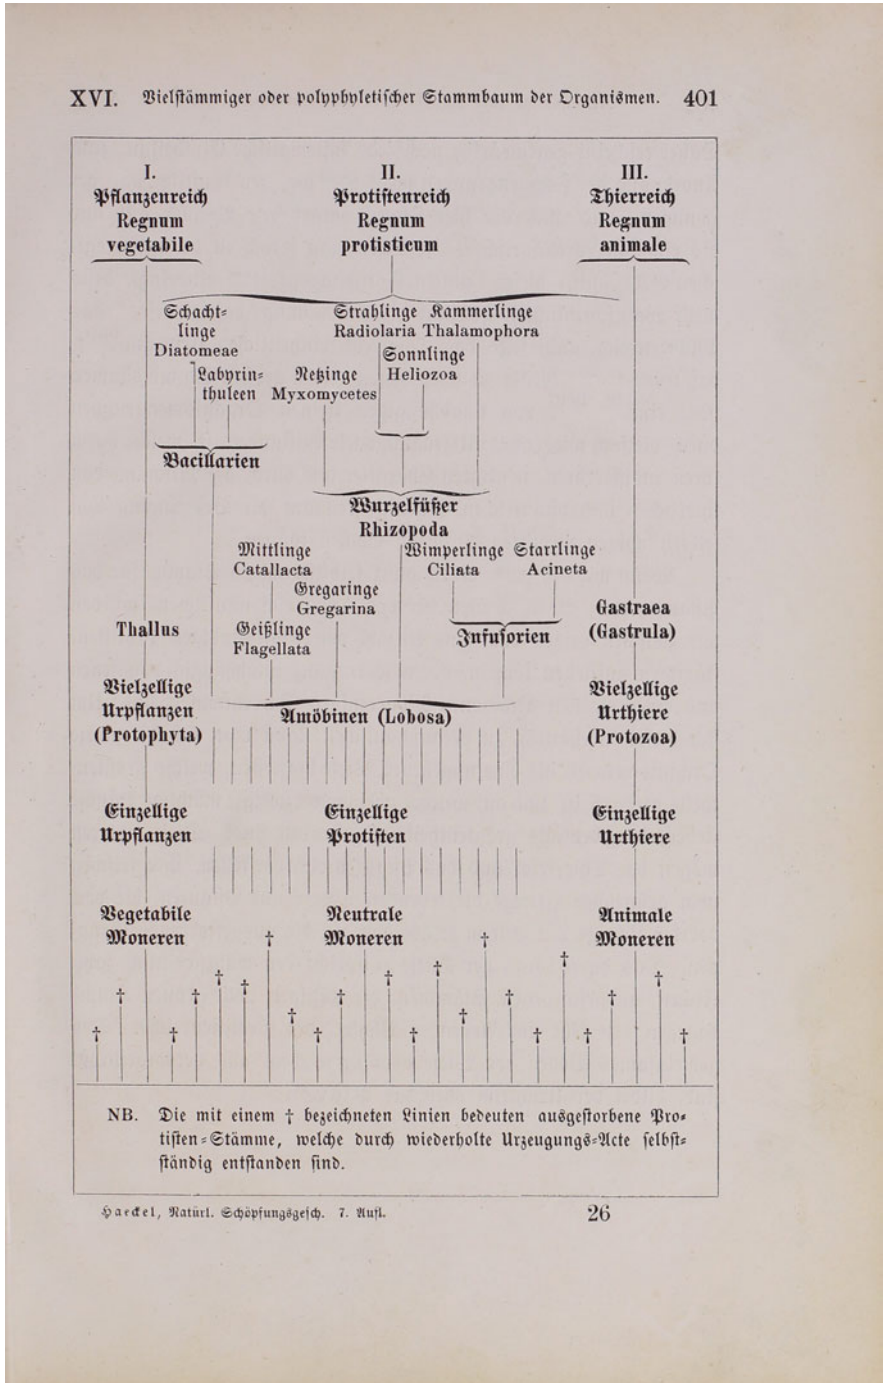 XVI. Vielstämmiger oder polyphyletischer Stammbaum der Organismen. 401
I.
Pflanzenreich
Regnum
vegetabile
II.
Protistenreich
Regnum
protisticum
III.
Thierreich
Regnum
animale
Schacht-
linge
Diatomeae
Strahlinge Kammerlinge
Radiolaria Thalamophora
Labyrin-
thuleen
Netzinge
Myxomycetes
Sonnlinge
Heliozoa
Bacillarien
Wurzelfüßer
Rhizopoda
Mittlinge
Catallacta
Wimperlinge Starrlinge
Ciliata Acineta
Gregaringe
Gregarina
Thallus
Geißlinge
Flagellata
Infusorien
Gastraea
(Gastrula)
Vielzellige
Urpflanzen
(Protophyta)
Amöbinen (Lobosa)
Vielzellige
Urthiere
(Protozoa)
Einzellige
Urpflanzen
Einzellige
Protisten
Einzellige
Urthiere
Vegetabile
Moneren
Neutrale
Moneren
Animale
Moneren
NB. Die mit einem † bezeichneten Linien bedeuten ausgestorbene Pro-
tisten-Stämme, welche durch wiederholte Urzeugungs-Acte selbst-
ständig entstanden sind.
Haeckel, Natürl. Schöpfungsgesch. 7. Aufl. 26